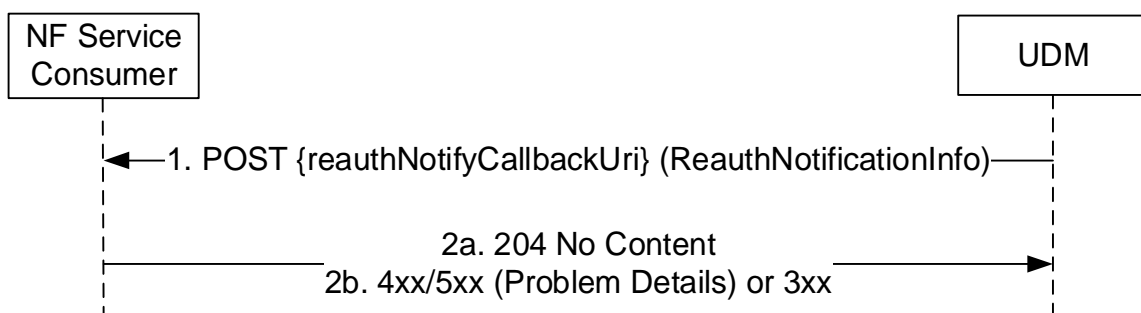 NF Service
Consumer
UDM
1. POST {reauthNotifyCallbackUri} (ReauthNotificationInfo)
2a. 204 No Content
2b. 4xx/5xx (Problem Details) or 3xx